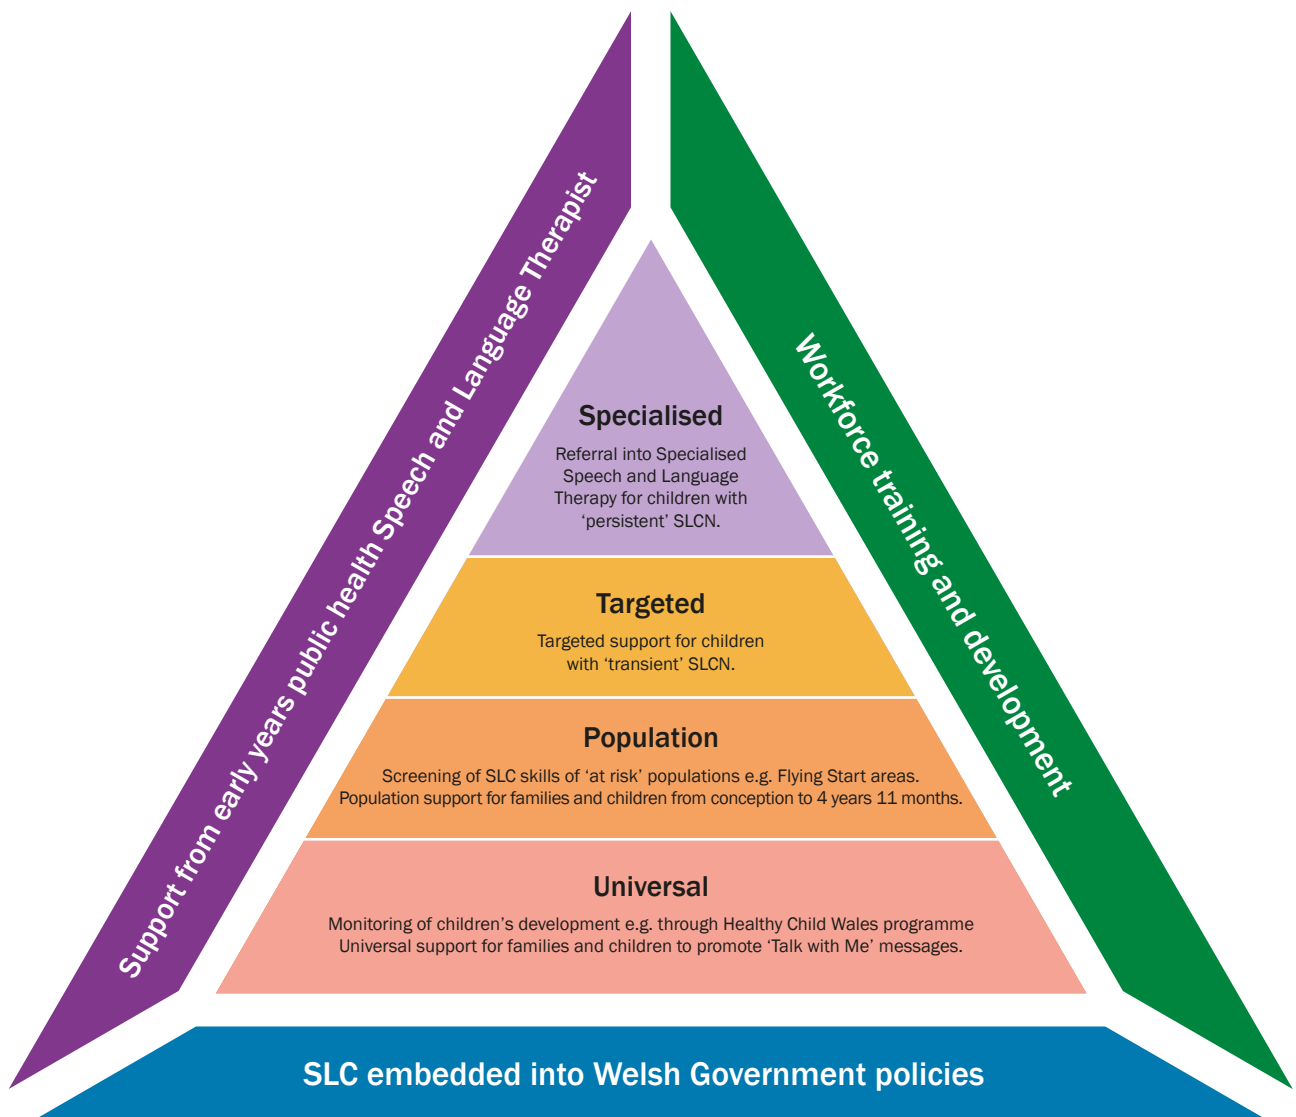 Support from early years public health Speech and Language Therapist
Workforce training and development
Specialised
Referral into Specialised
Speech and Language
Therapy for children with
‘persistent’ SLCN.
Targeted
Targeted support for children
with ‘transient’ SLCN.
Population
Screening of SLC skills of ‘at risk’ populations e.g. Flying Start areas.
Population support for families and children from conception to 4 years 11 months.
Universal
Monitoring of children’s development e.g. through Healthy Child Wales programme
Universal support for families and children to promote ‘Talk with Me’ messages.
SLC embedded into Welsh Government policies